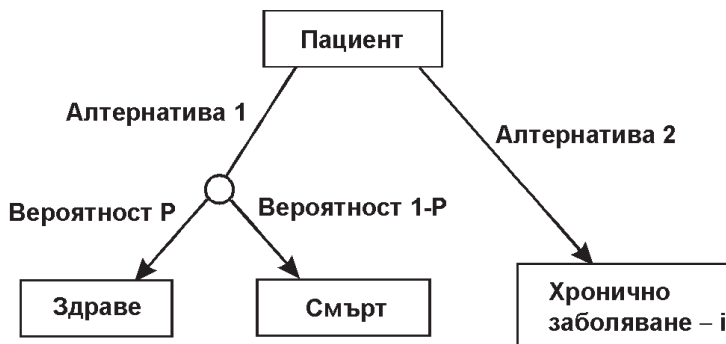 Пациент
Алтернатива 1
Алтернатива 2
Вероятност P
Вероятност 1-P
Здраве
Смърт
Хронично
заболяване – i